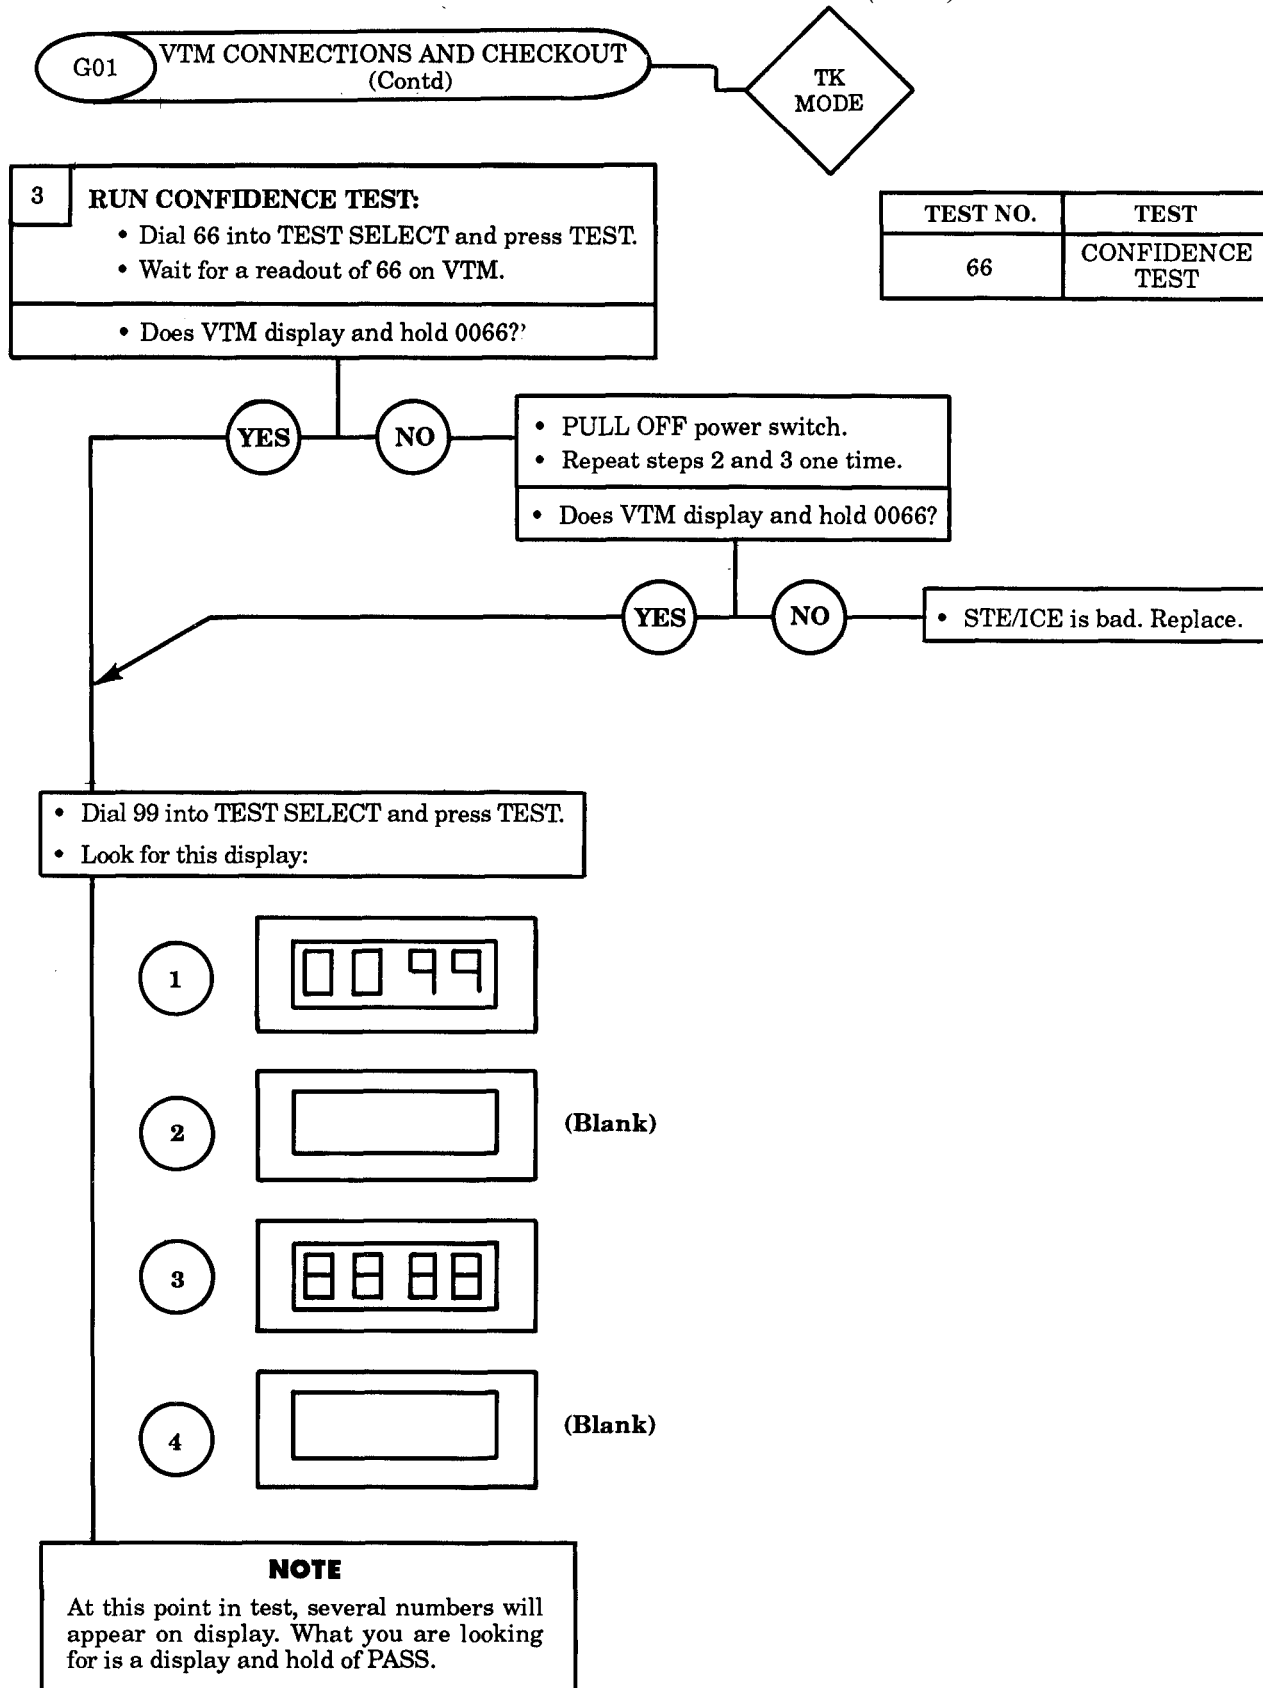 G01
VTM CONNECTIONS AND CHECKOUT
(Contd)
TK
MODE
3
RUN CONFIDENCE TEST:
• Dial 66 into TEST SELECT and press TEST.
• Wait for a readout of 66 on VTM.
• Does VTM display and hold 0066?’
TEST NO. TEST
66 CONFIDENCE
TEST
YES
NO
• PULL OFF power switch.
• Repeat steps 2 and 3 one time.
• Does VTM display and hold 0066?
YES
NO
• STE/ICE is bad. Replace.
• Dial 99 into TEST SELECT and press TEST.
• Look for this display:
1
0099
2
(Blank)
3
8888
4
(Blank)
NOTE
At this point in test, several numbers will
appear on display. What you are looking
for is a display and hold of PASS.